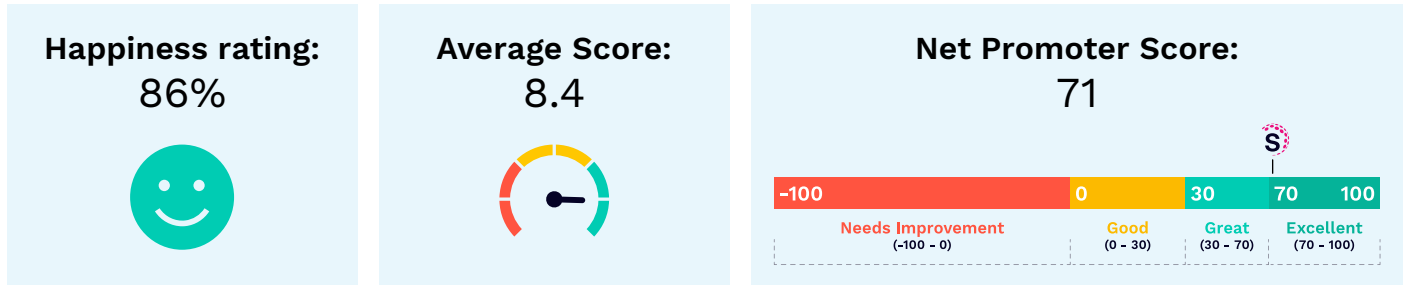 Happiness rating:
86%
Average Score:
8.4
Net Promoter Score:
71
S
-100 0 30 70 100
Needs Improvement Good Great Excellent
(-100 - 0) (0 - 30) (30 - 70) (70 - 100)